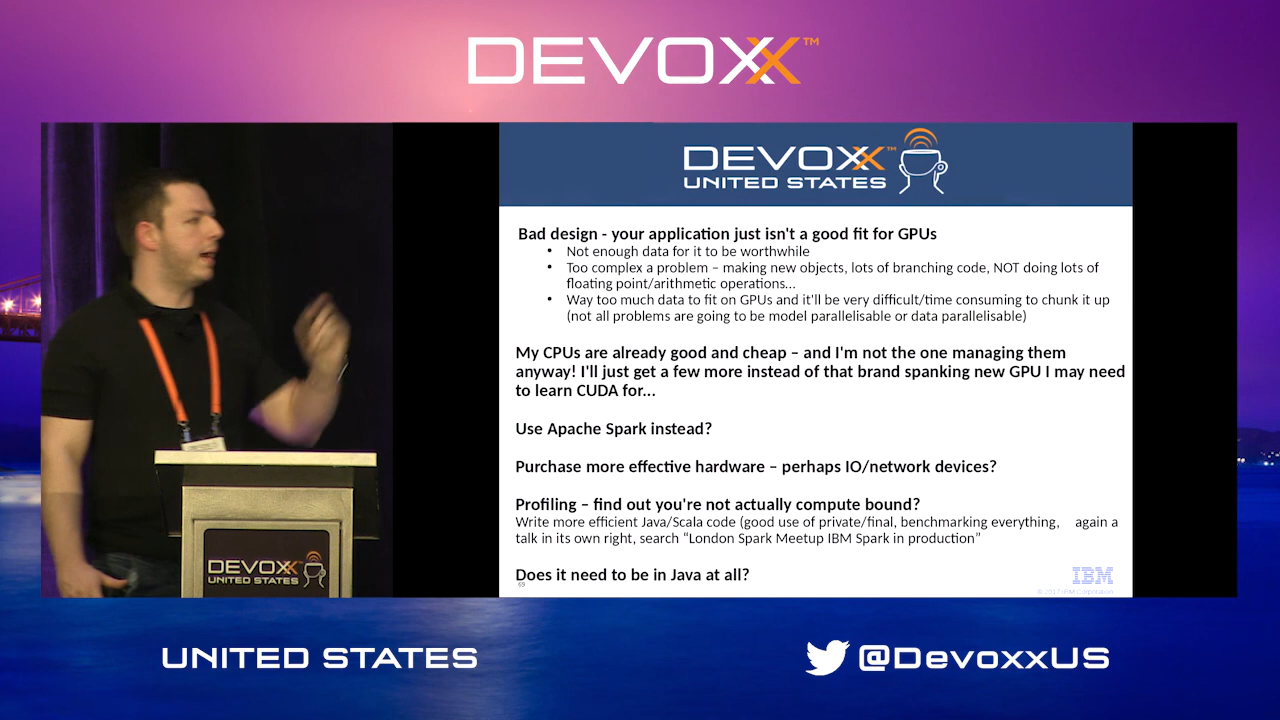 DEVOXX™
DEVOXX™
UNITED STATES
Bad design - your application just isn't a good fit for GPUs
• Not enough data for it to be worthwhile
• Too complex a problem – making new objects, lots of branching code, NOT doing lots of
floating point/arithmetic operations...
• Way too much data to fit on GPUs and it'll be very difficult/time consuming to chunk it up
(not all problems are going to be model parallelisable or data parallelisable)
My CPUs are already good and cheap – and I'm not the one managing them
anyway! I'll just get a few more instead of that brand spanking new GPU I may need
to learn CUDA for...
Use Apache Spark instead?
Purchase more effective hardware – perhaps IO/network devices?
Profiling – find out you're not actually compute bound?
Write more efficient Java/Scala code (good use of private/final, benchmarking everything, again a
talk in its own right, search “London Spark Meetup IBM Spark in production”
Does it need to be in Java at all?
69
IBM
© 2017 IBM Corporation
DEVOXX™
UNITED STATES
UNITED STATES
@DevoxxUS